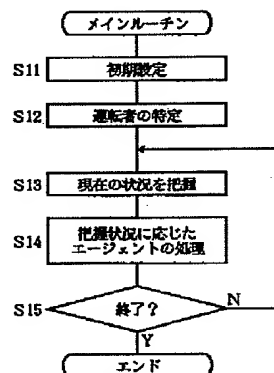 メインルーチン
S11
初期設定
S12
運転者の特定
S13
現在の状況を把握
S14
把握状況に応じた
エージェントの処理
S15
終了？
N
Y
エンド